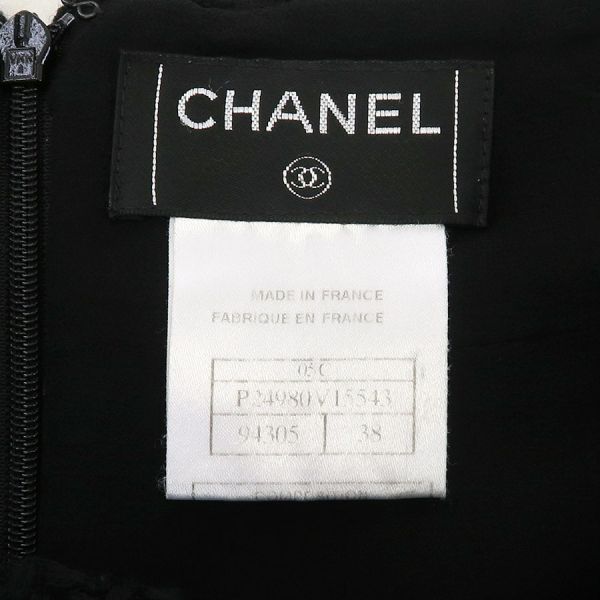 CHANEL
MADE IN FRANCE
FABRIQUE EN FRANCE
05C
P24980V15543
94305 38